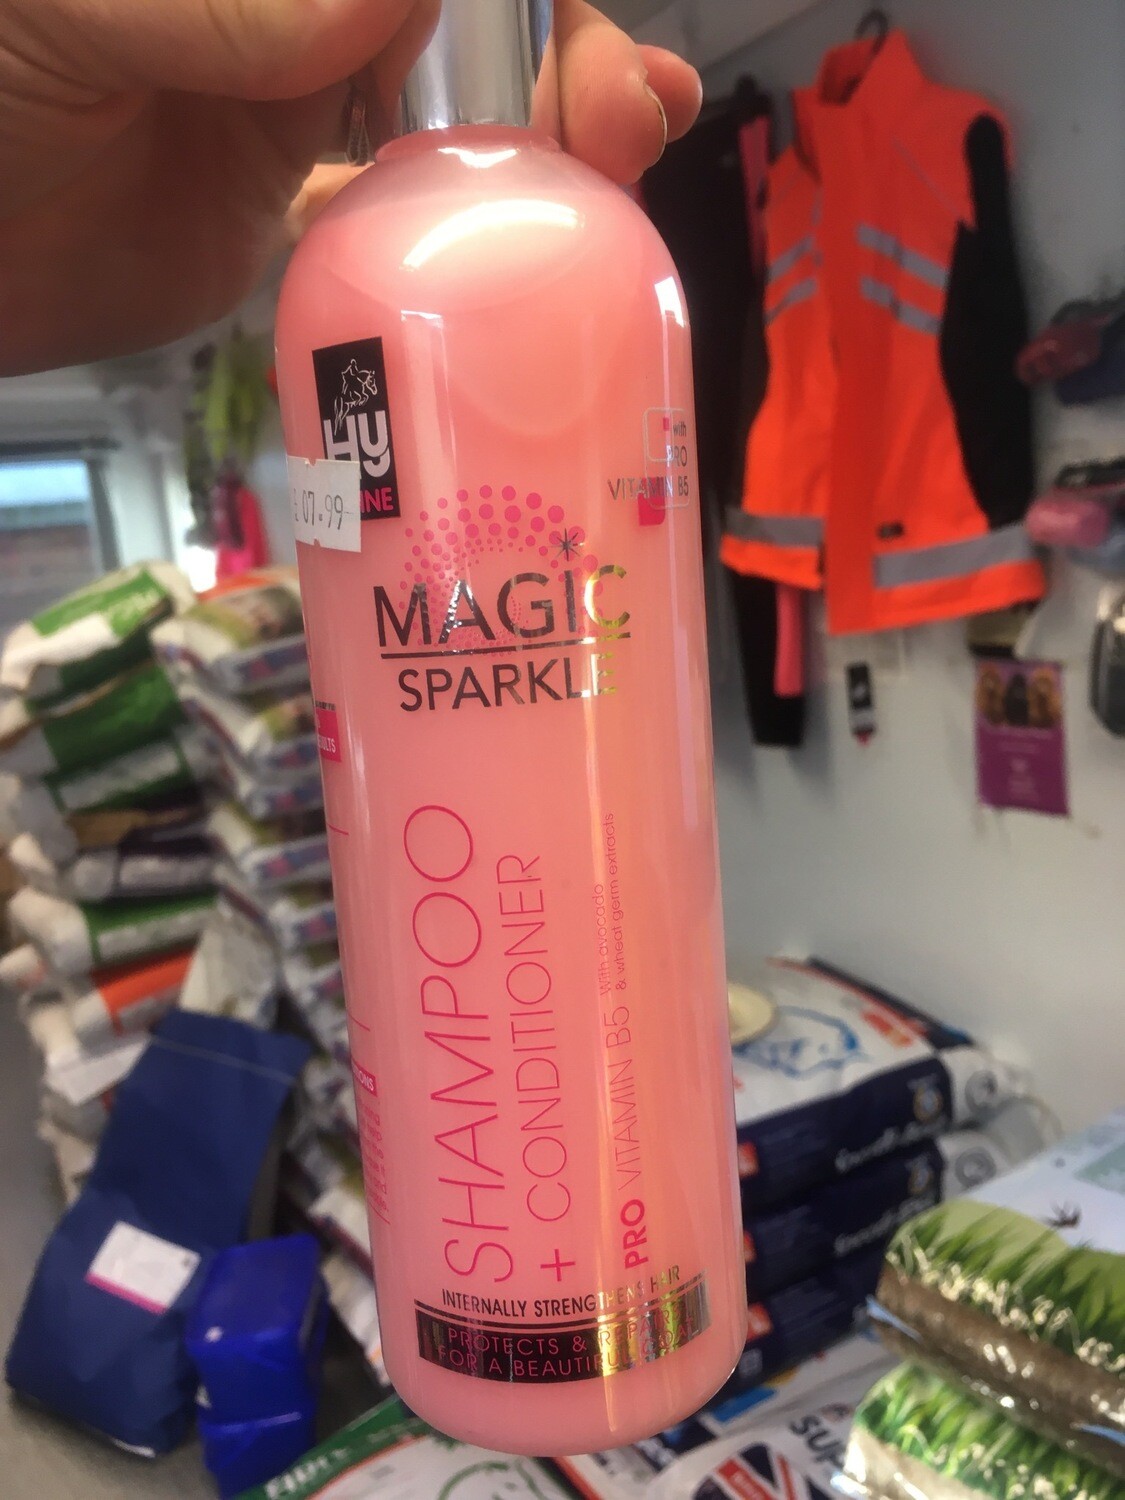 Hy
INE
07.99
with
PRO
VITAMIN B5
MAGIC
SPARKLE
SHAMPOO
+ CONDITIONER
PRO VITAMIN B5 With avocado
& wheat germ extracts
INTERNALLY STRENGTHENS HAIR
PROTECTS & REPAIRS
FOR A BEAUTIFUL COAT